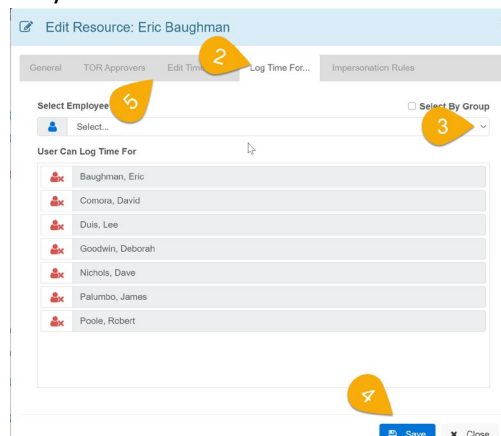 Edit Resource: Eric Baughman
General TOR Approvers Edit Time Log Time For... Impersonation Rules
2
5
Select Employee
Select By Group
Select...
3
User Can Log Time For
Baughman, Eric
Comora, David
Duis, Lee
Goodwin, Deborah
Nichols, Dave
Palumbo, James
Poole, Robert
4
Save Close